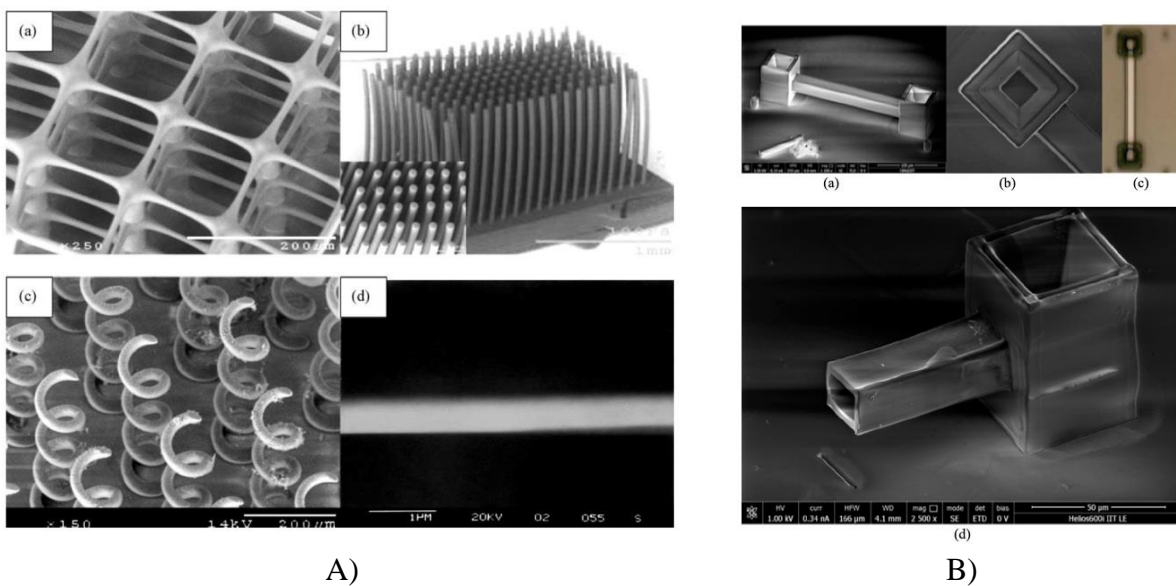 (a)
×250
200μm
(b)
1mm
(c)
×150
14kV 200μm
(d)
1μM 20KV 02 055 S
A)
(a)
(b)
(c)
HV
curr
HFW
WD
mag
mode
det
bias
1.00 kV
0.34 nA
166 µm
4.1 mm
2 500 x
SE
ETD
0 V
50 µm
Helios600i IIT LE
(d)
B)